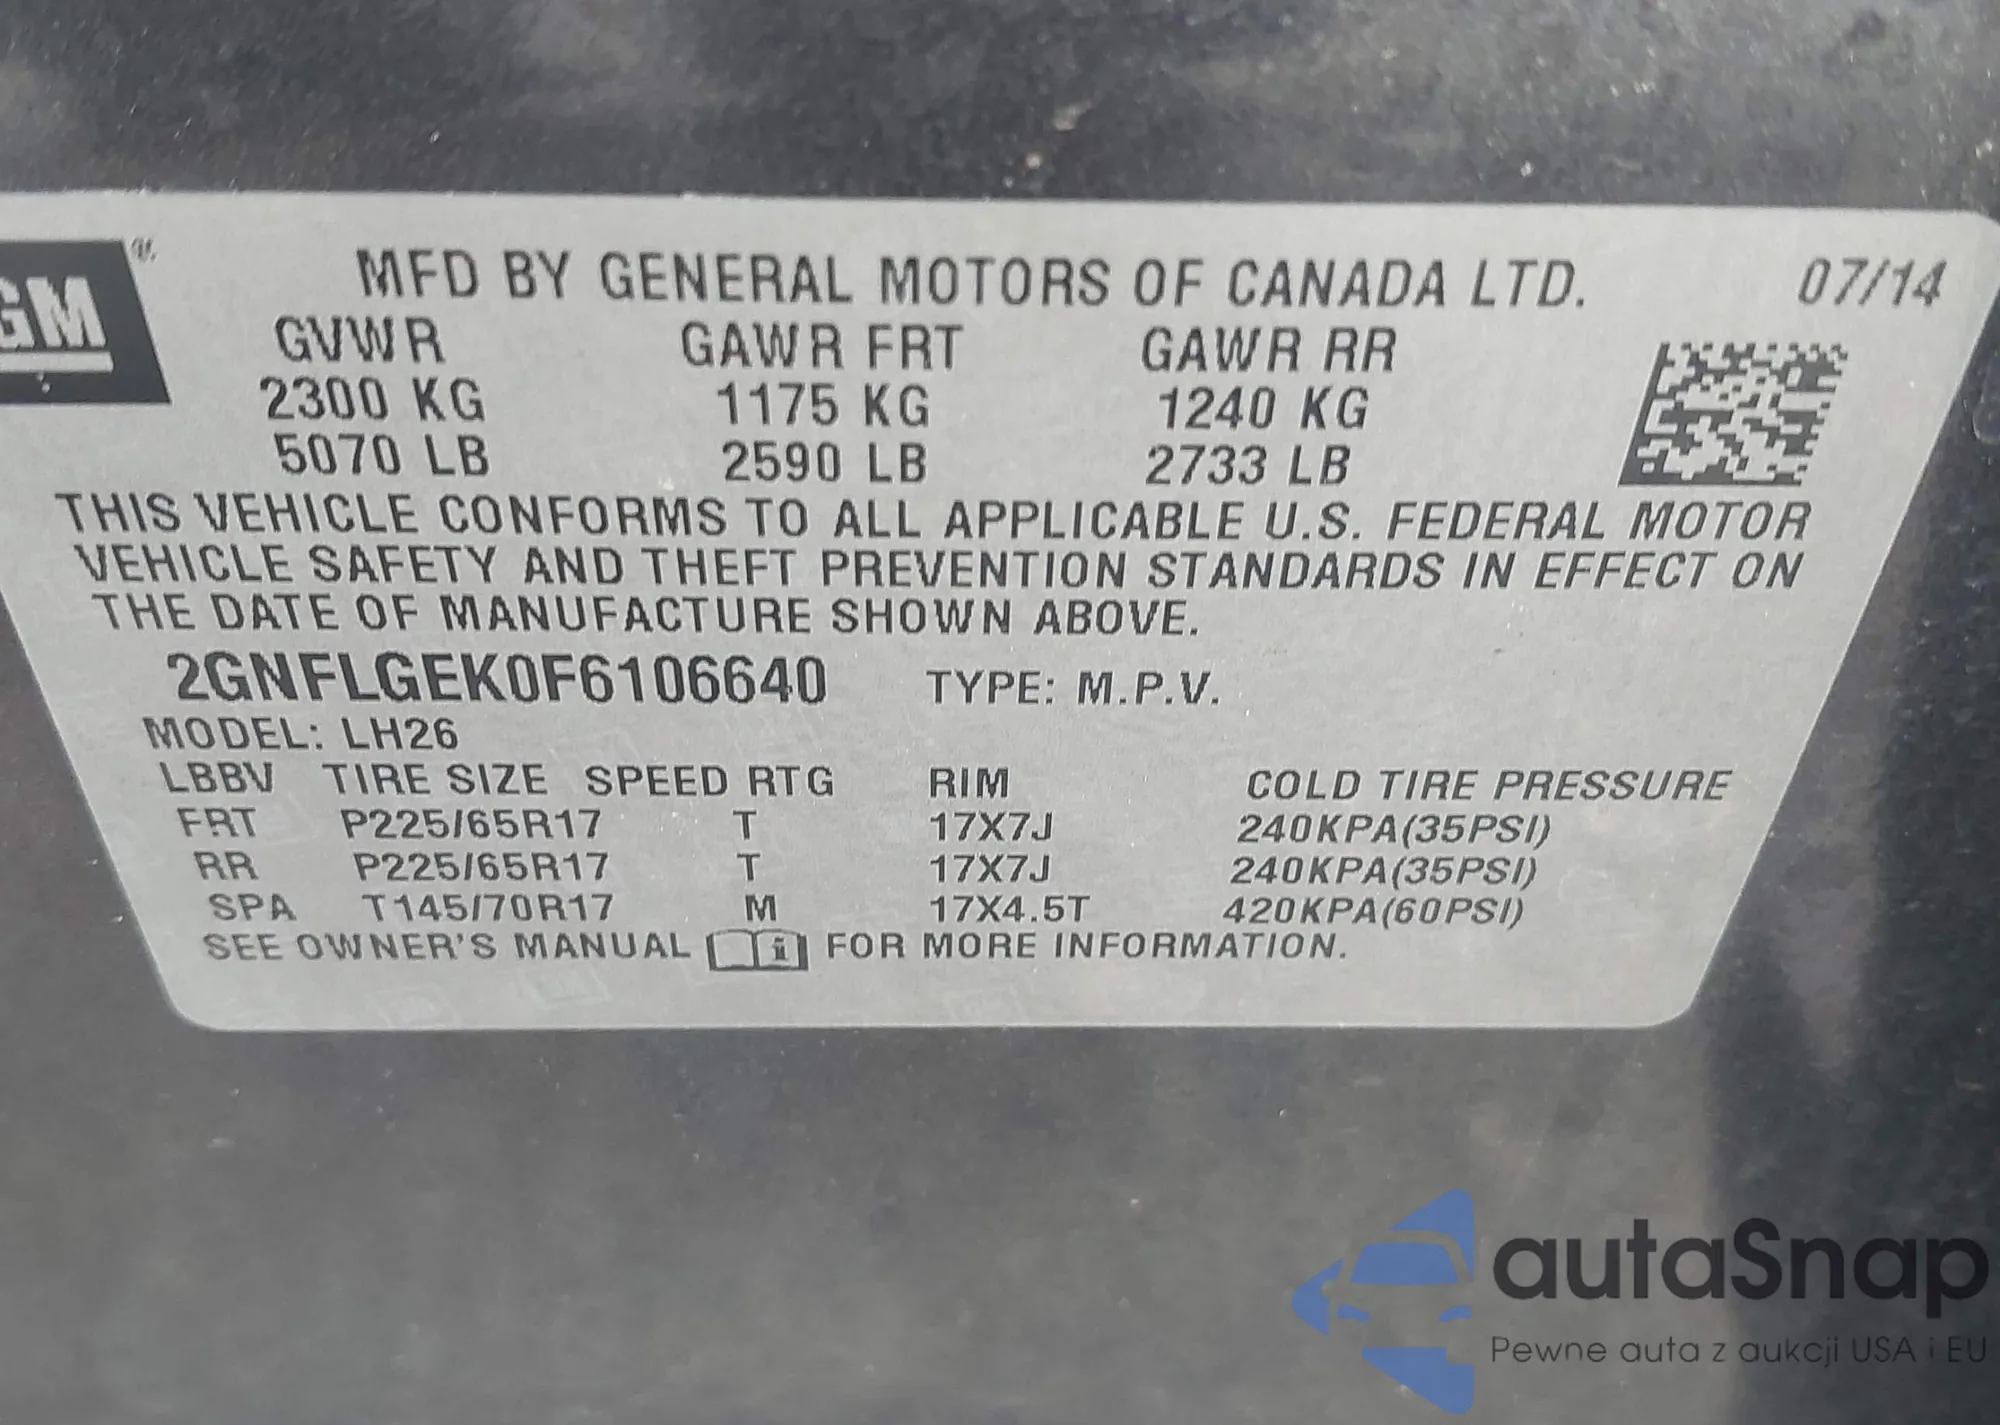 GM ®
MFD BY GENERAL MOTORS OF CANADA LTD. 07/14
GVWR GAWR FRT GAWR RR
2300 KG 1175 KG 1240 KG
5070 LB 2590 LB 2733 LB
THIS VEHICLE CONFORMS TO ALL APPLICABLE U.S. FEDERAL MOTOR
VEHICLE SAFETY AND THEFT PREVENTION STANDARDS IN EFFECT ON
THE DATE OF MANUFACTURE SHOWN ABOVE.
2GNFLGEK0F6106640 TYPE: M.P.V.
MODEL: LH26
LBBV TIRE SIZE SPEED RTG RIM COLD TIRE PRESSURE
FRT P225/65R17 T 17X7J 240KPA(35PSI)
RR P225/65R17 T 17X7J 240KPA(35PSI)
SPA T145/70R17 M 17X4.5T 420KPA(60PSI)
SEE OWNER'S MANUAL i FOR MORE INFORMATION.
autaSnap
Pewne auta z aukcji USA i EU